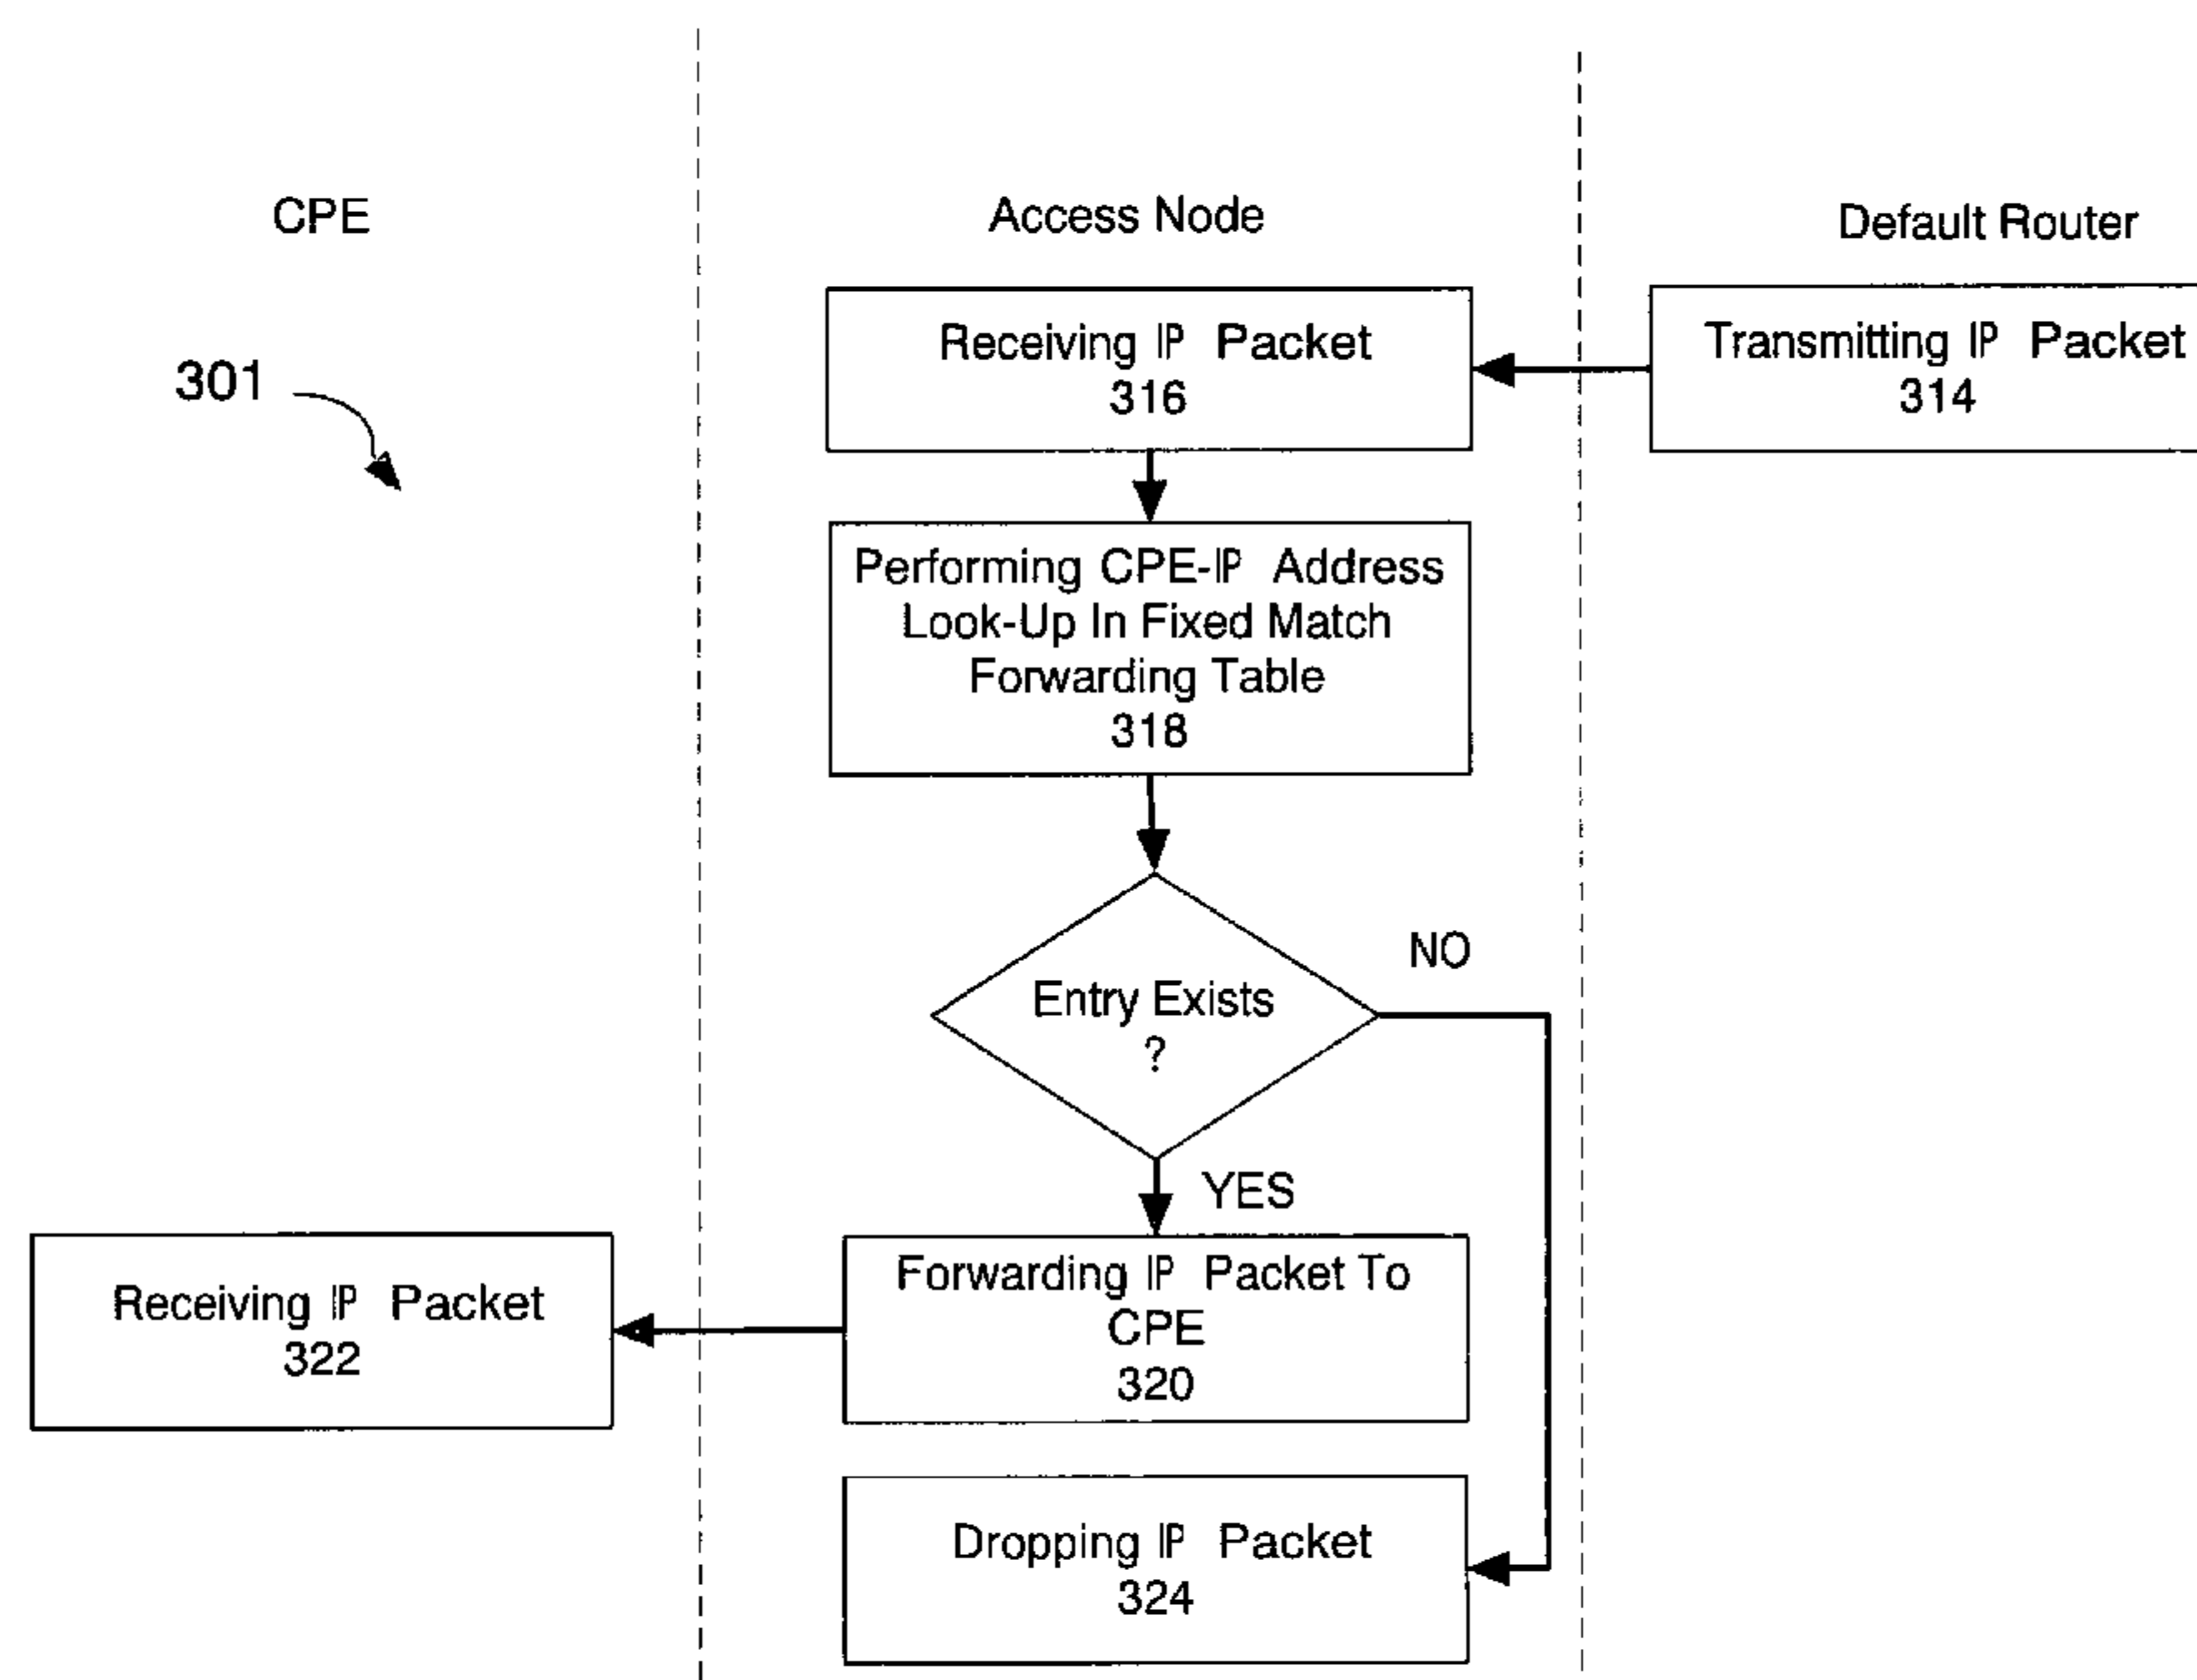 CPE
Access Node
Default Router
301
Receiving IP Packet
316
Transmitting IP Packet
314
Performing CPE-IP Address
Look-Up In Fixed Match
Forwarding Table
318
Entry Exists
?
NO
YES
Forwarding IP Packet To
CPE
320
Receiving IP Packet
322
Dropping IP Packet
324